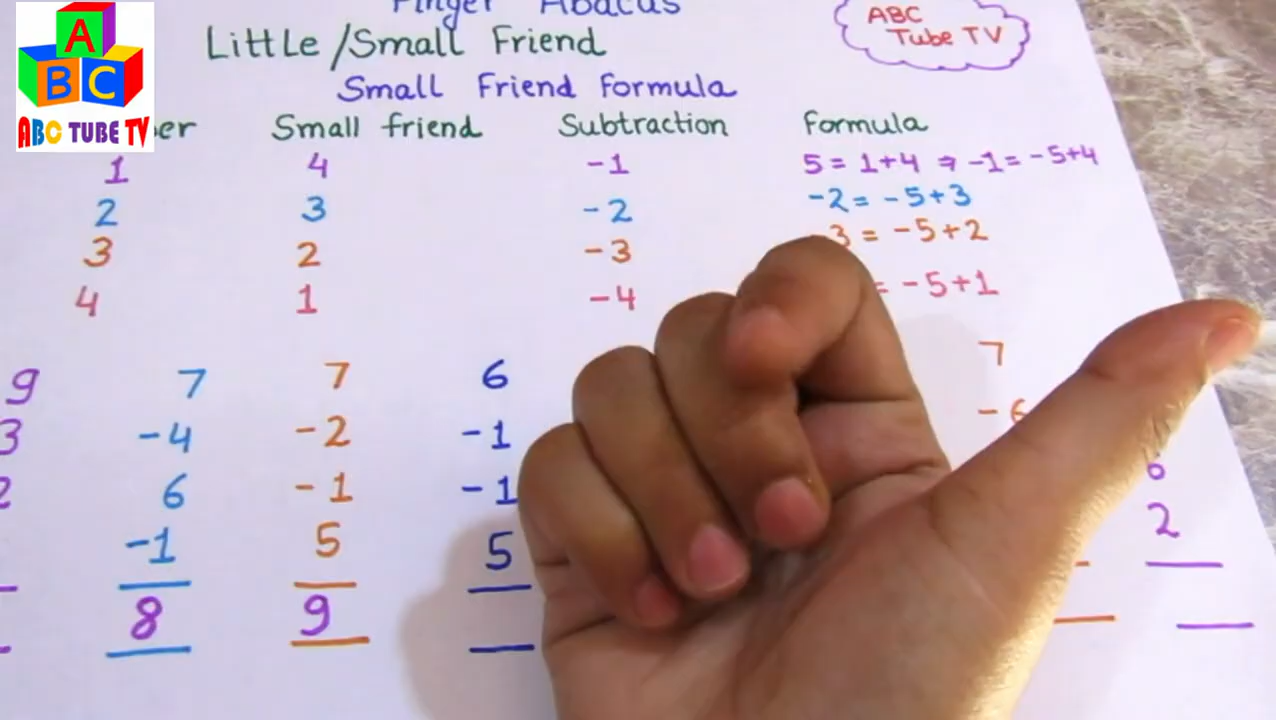 Finger Abacus
ABC
Tube TV
A
B C
ABC TUBE TV
Little/Small Friend
Small Friend Formula
Small friend Subtraction Formula
1 4 -1 5 = 1+4 ⇒ -1 = -5+4
2 3 -2 -2 = -5+3
3 2 -3 3 = -5+2
4 1 -4 = -5+1
9 7 7 6 7
3 -4 -2 -1 -6
2 6 -1 -1
-1 5 5 2
8 9